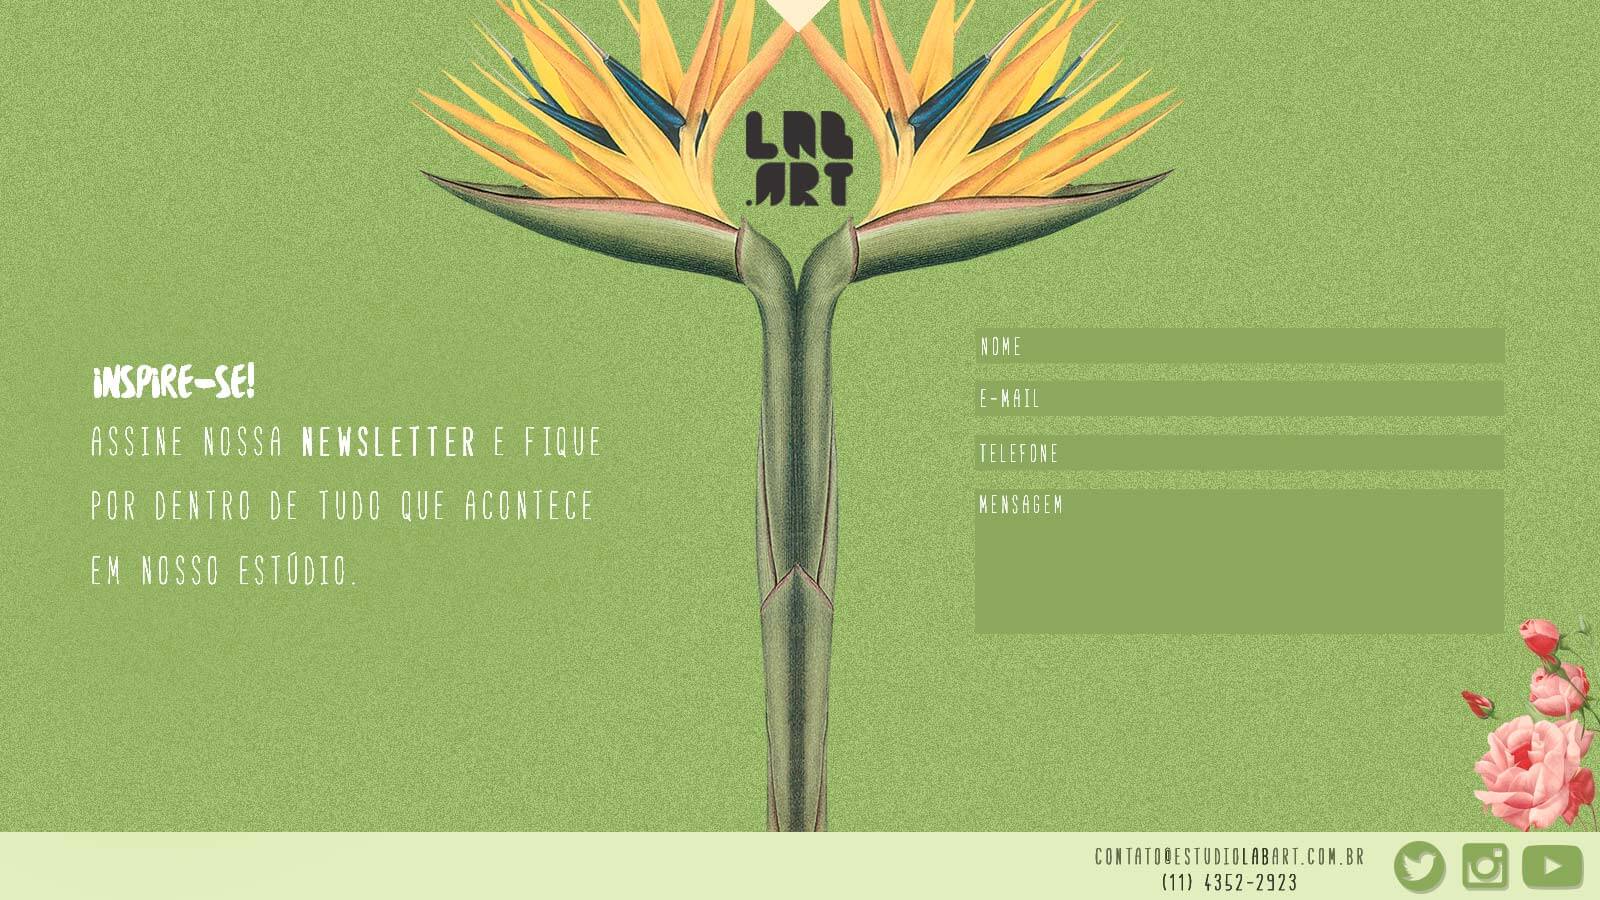 LAB
.ART
INSPIRE-SE!
ASSINE NOSSA NEWSLETTER E FIQUE
POR DENTRO DE TUDO QUE ACONTECE
EM NOSSO ESTÚDIO.
NOME
E-MAIL
TELEFONE
MENSAGEM
CONTATO@ESTUDIOLABART.COM.BR
(11) 4352-2923